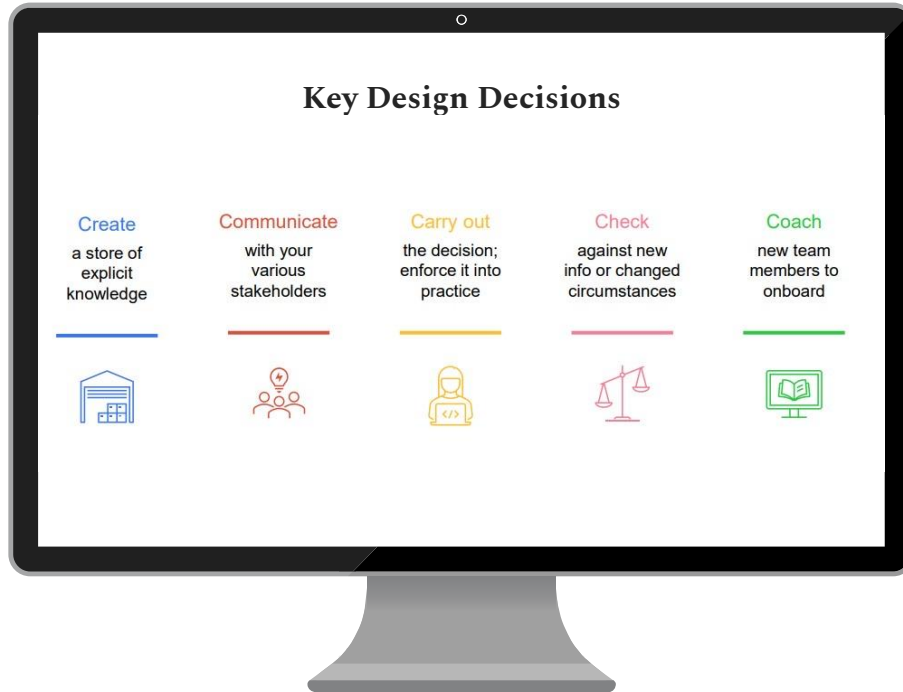 Key Design Decisions
Create
a store of
explicit
knowledge
Communicate
with your
various
stakeholders
Carry out
the decision;
enforce it into
practice
Check
against new
info or changed
circumstances
Coach
new team
members to
onboard
</>